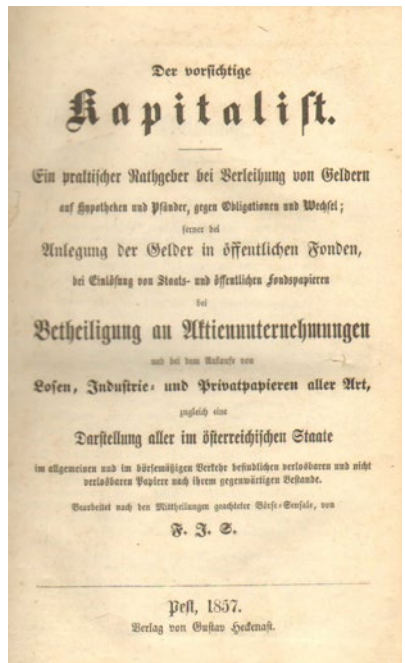 Der vorsichtige
Kapitalist.
Ein praktischer Rathgeber bei Verleihung von Geldern
auf Hypotheken und Pfänder, gegen Obligationen und Wechsel;
ferner bei
Anlegung der Gelder in öffentlichen Fonden,
bei Einlösung von Staats- und öffentlichen Fondspapieren
bei
Betheiligung an Aktienunternehmungen
und bei dem Ankaufe von
Losen, Industrie- und Privatpapieren aller Art,
zugleich eine
Darstellung aller im österreichischen Staate
im allgemeinen und im börsemäßigen Verkehr befindlichen verlosbaren und nicht
verlosbaren Papiere nach ihrem gegenwärtigen Bestande.
Bearbeitet nach den Mittheilungen geachteter Börse-Sensale, von
F. J. S.
Pest, 1857.
Verlag von Gustav Heckenast.